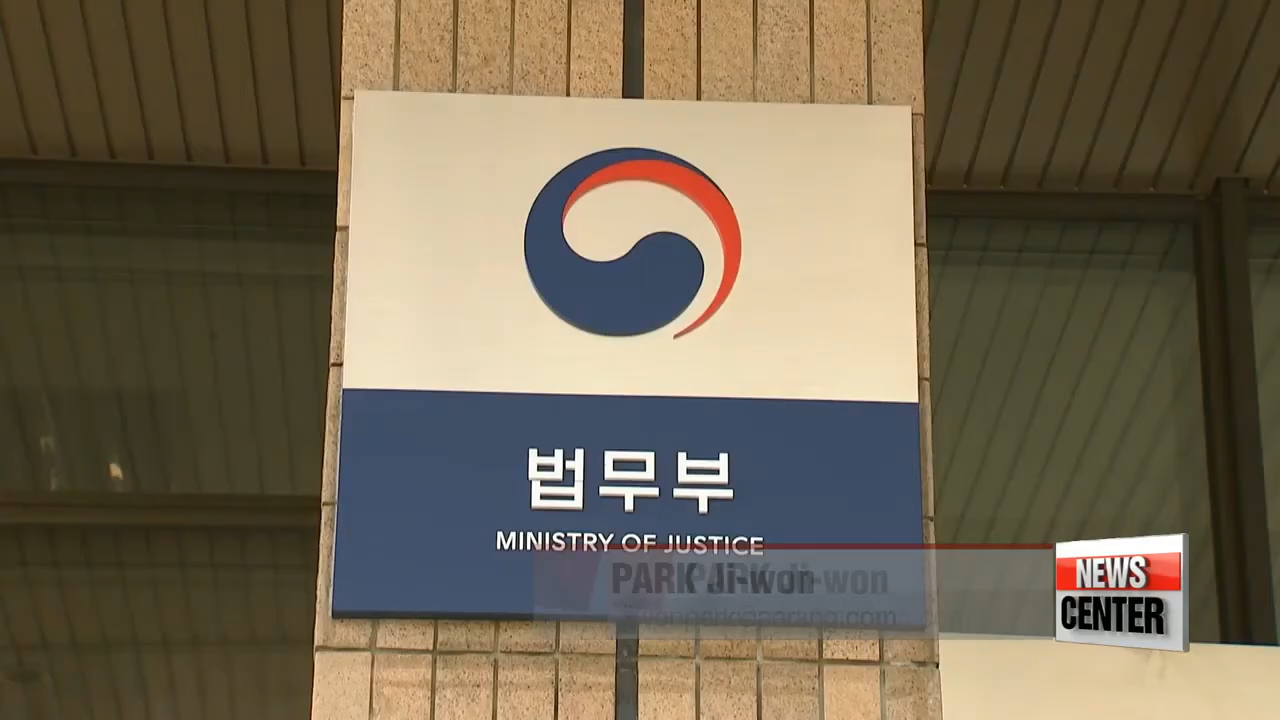 법무부
MINISTRY OF JUSTICE
PARK Ji-won
NEWS
CENTER